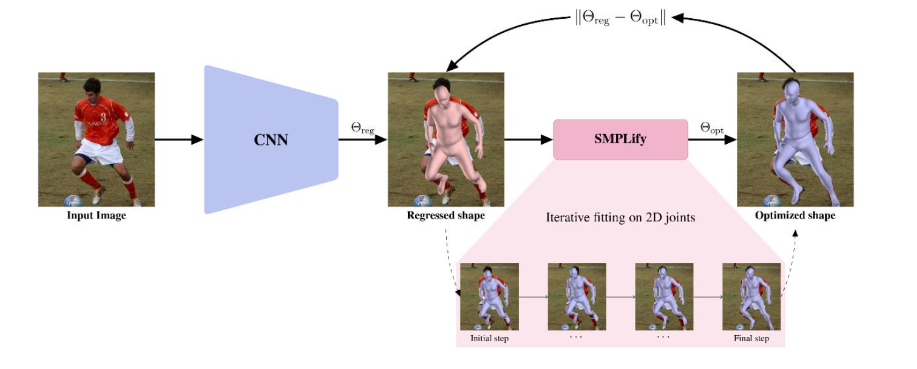 ‖Θreg − Θopt‖
3
CNN
Θreg
SMPLify
Θopt
Input Image
Regressed shape
Iterative fitting on 2D joints
Optimized shape
Initial step
· · ·
· · ·
Final step